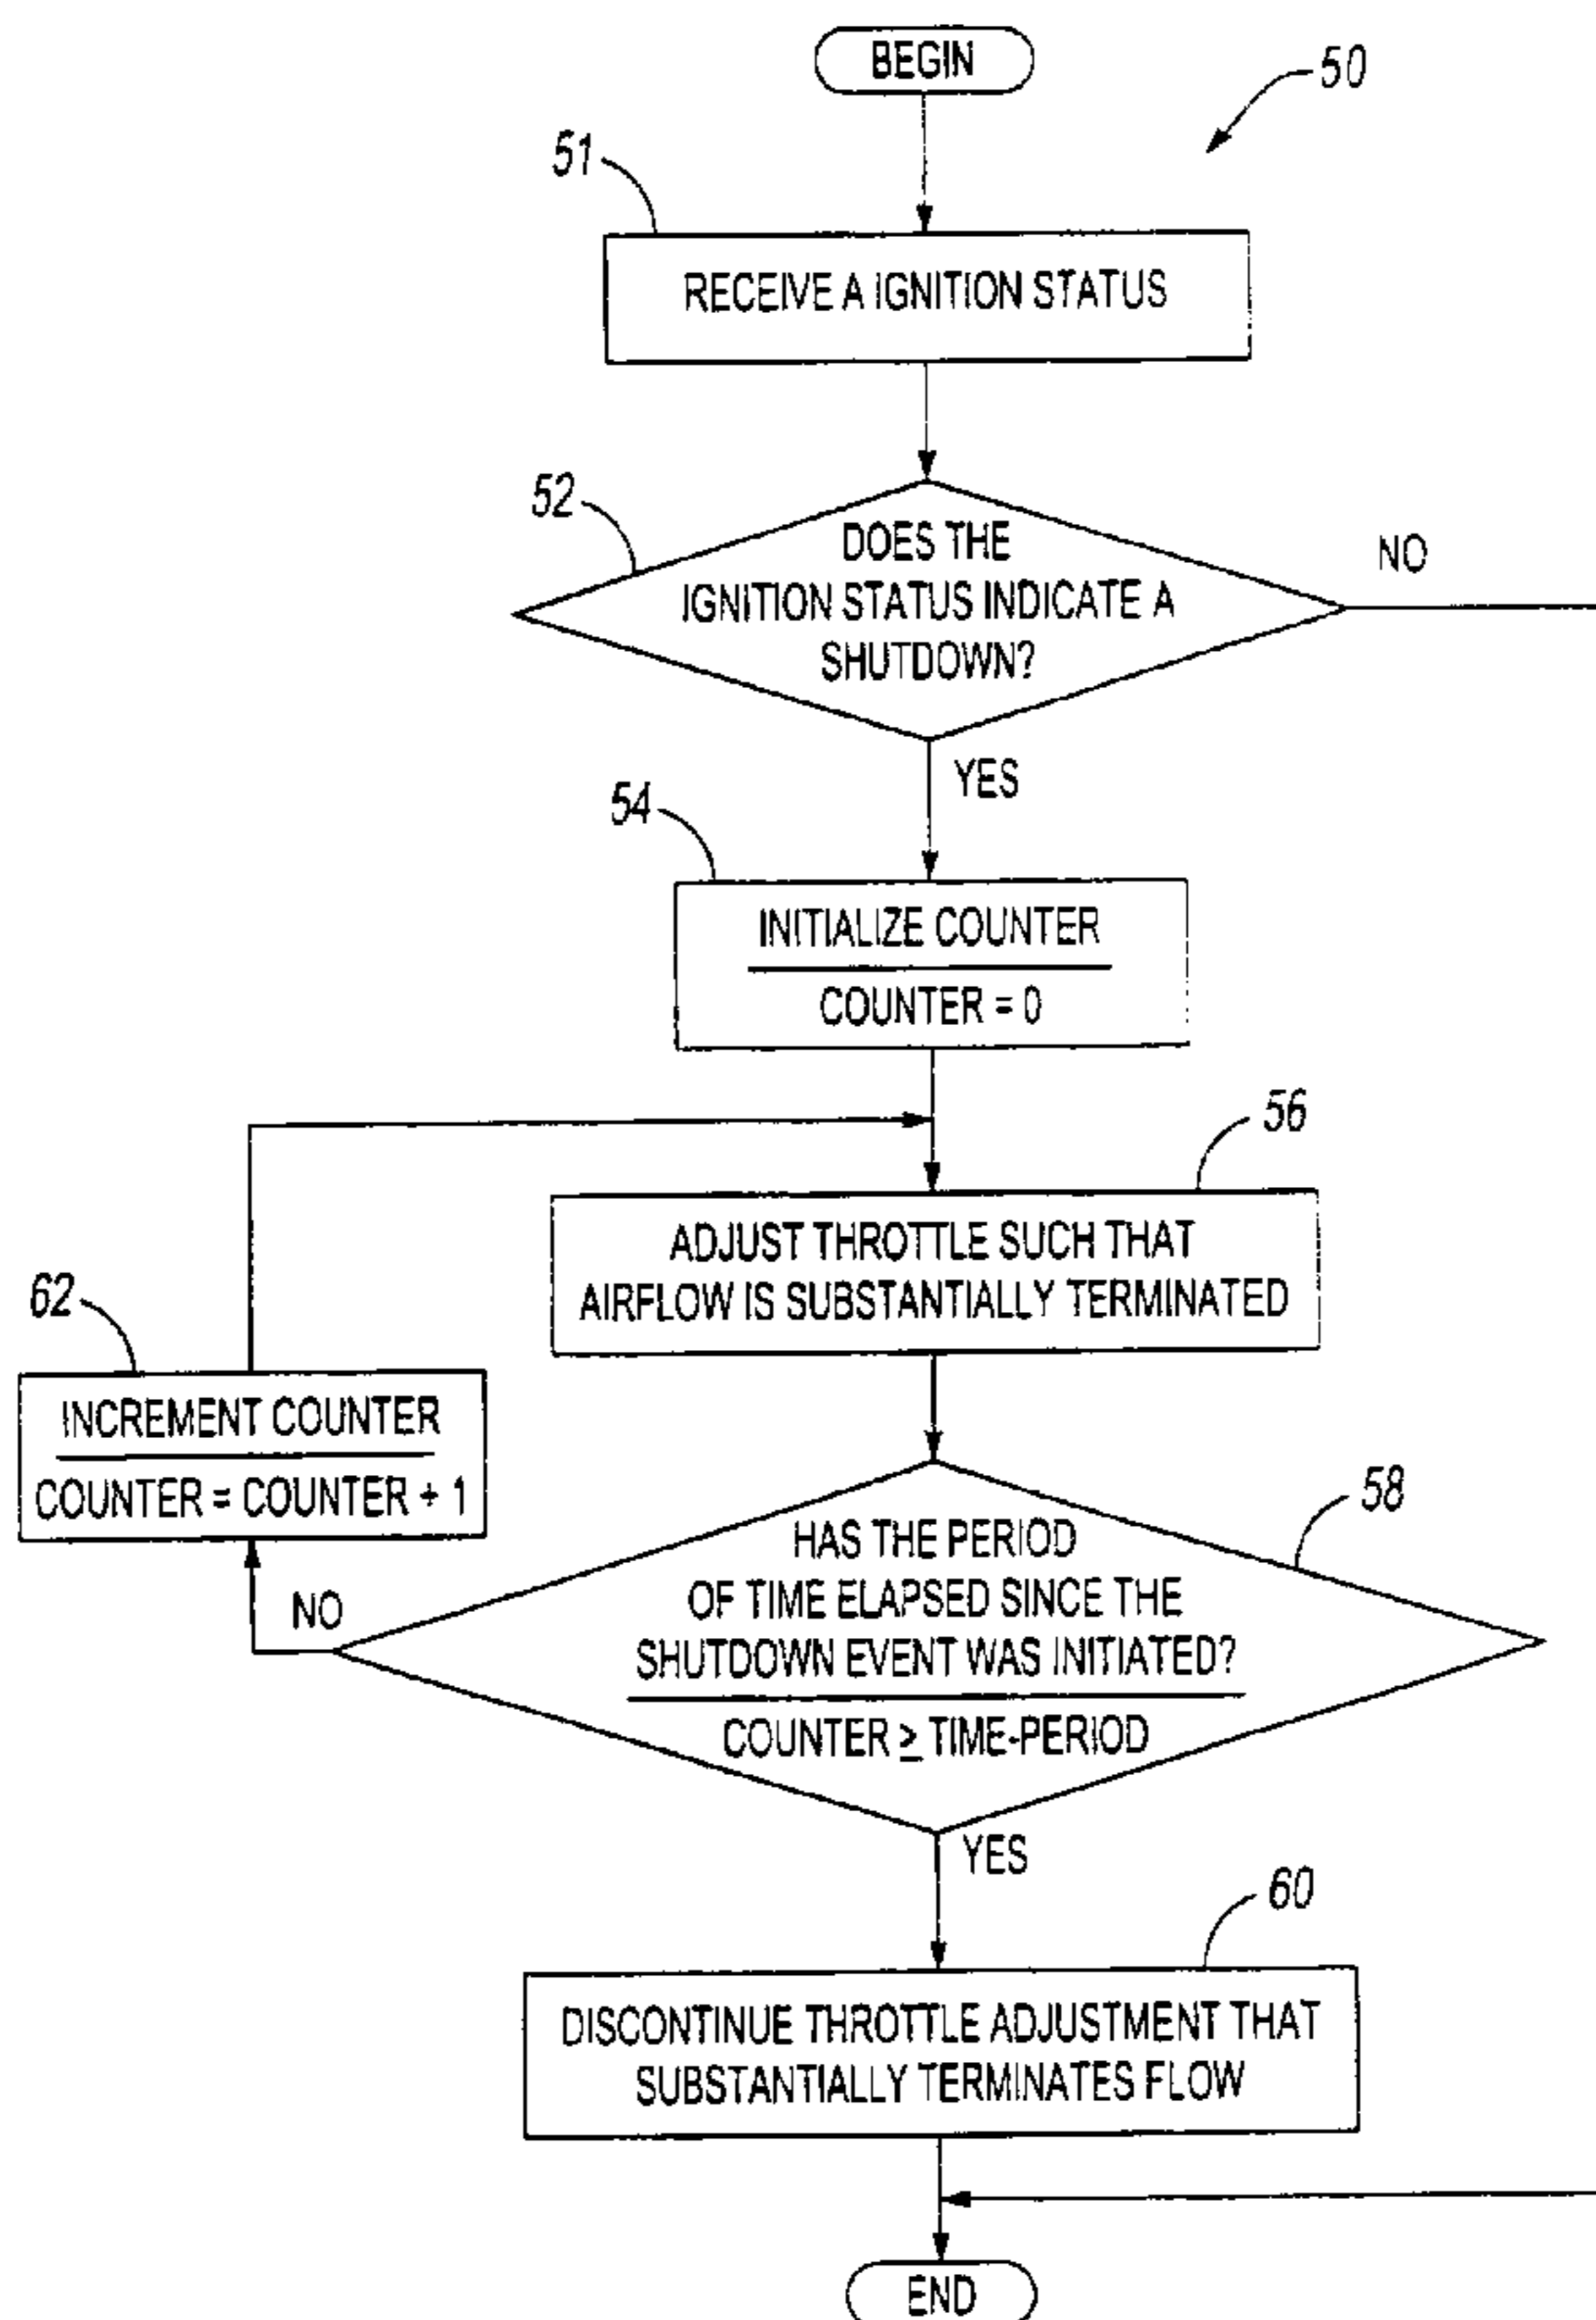 BEGIN
50
51
RECEIVE A IGNITION STATUS
52
DOES THE
IGNITION STATUS INDICATE A
SHUTDOWN?
NO
YES
54
INITIALIZE COUNTER
COUNTER = 0
56
ADJUST THROTTLE SUCH THAT
AIRFLOW IS SUBSTANTIALLY TERMINATED
62
INCREMENT COUNTER
COUNTER = COUNTER + 1
58
HAS THE PERIOD
OF TIME ELAPSED SINCE THE
SHUTDOWN EVENT WAS INITIATED?
COUNTER ≥ TIME-PERIOD
NO
YES
60
DISCONTINUE THROTTLE ADJUSTMENT THAT
SUBSTANTIALLY TERMINATES FLOW
END